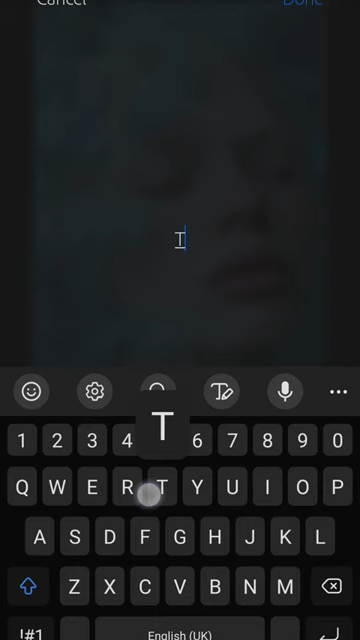 Cancel Done
T
T
1 2 3 4 6 7 8 9 0
Q W E R T Y U I O P
A S D F G H J K L
Z X C V B N M
!#1 , English (UK) .